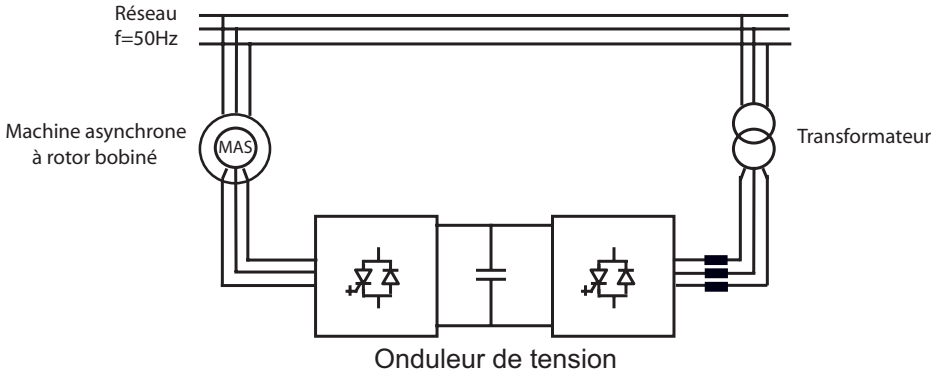 Réseau
f=50Hz
Machine asynchrone
à rotor bobiné
MAS
Transformateur
Onduleur de tension